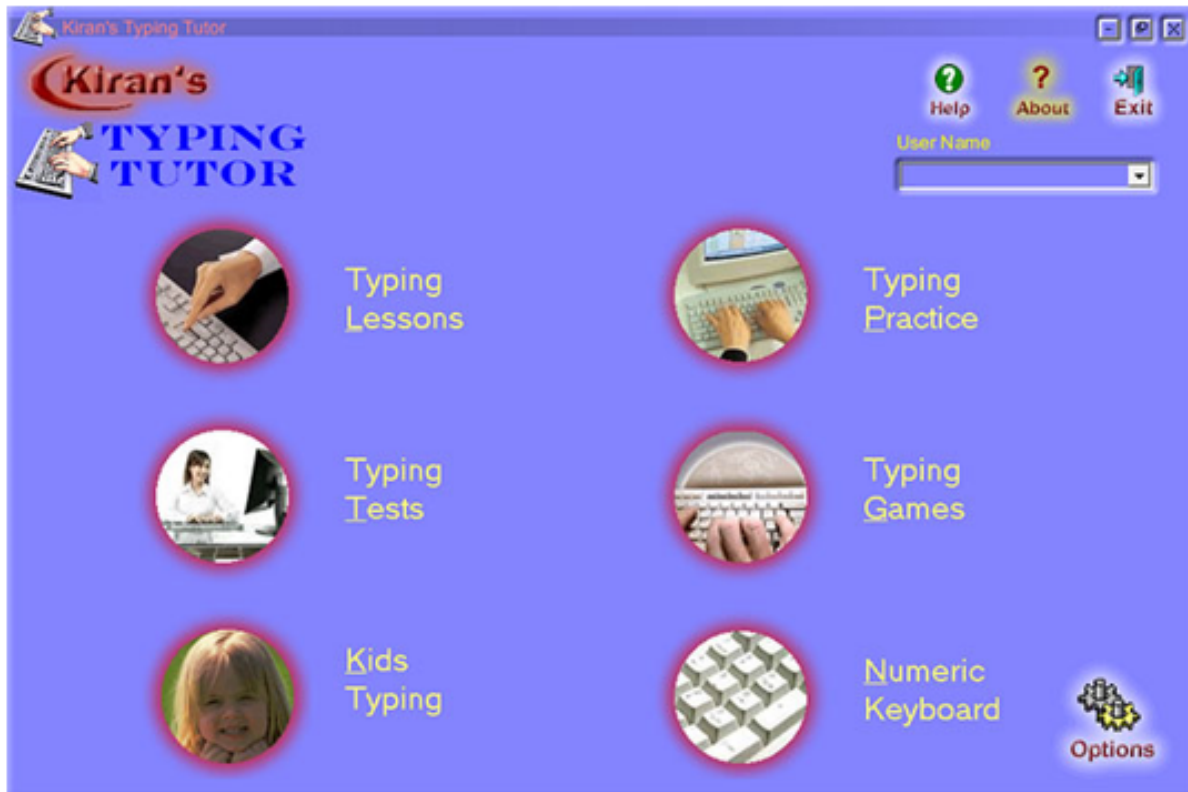 Kiran's Typing Tutor
Kiran's
TYPING
TUTOR
Help
About
Exit
User Name
Typing
Lessons
Typing
Practice
Typing
Tests
Typing
Games
Kids
Typing
Numeric
Keyboard
Options